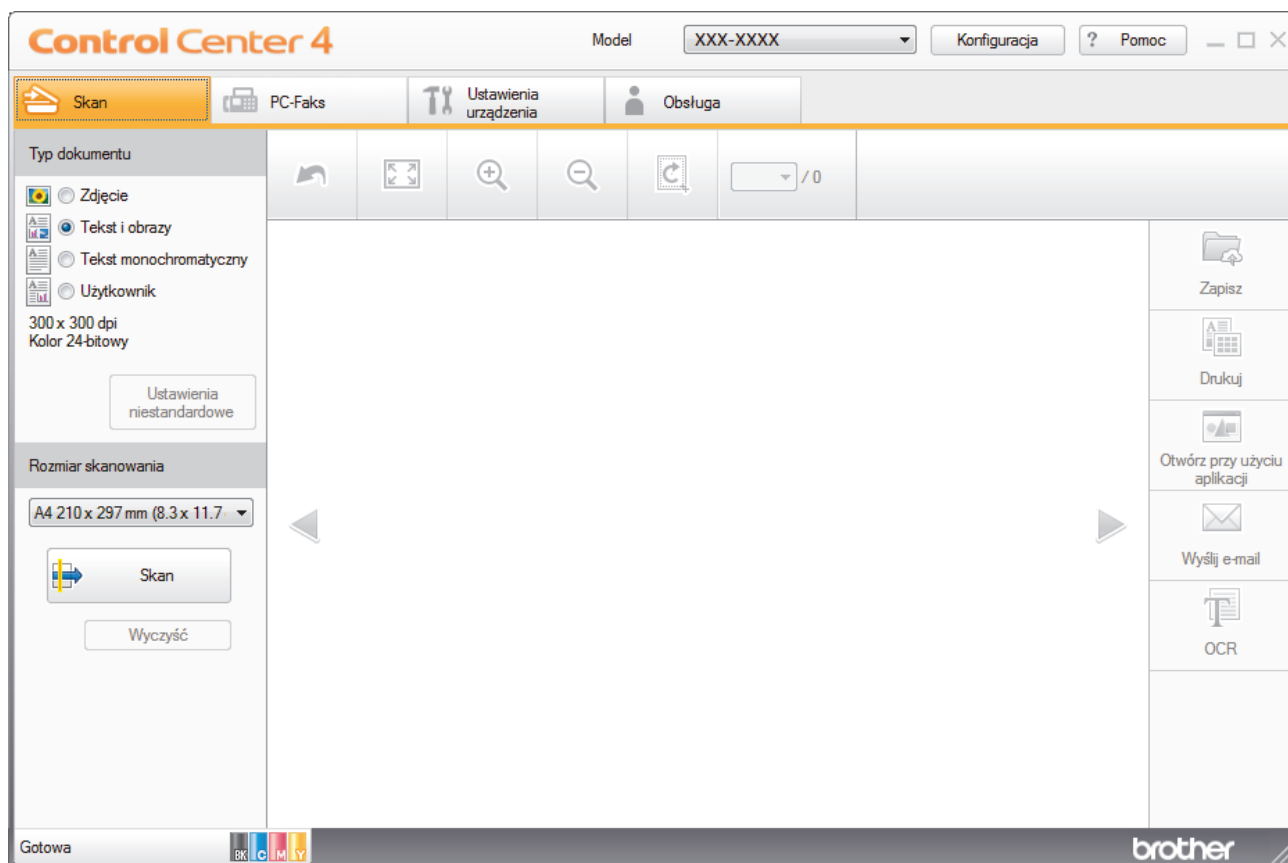 Control Center 4
Model
XXX-XXXX
Konfiguracja
? Pomoc
Skan
PC-Faks
Ustawienia
urządzenia
Obsługa
Typ dokumentu
Zdjęcie
Tekst i obrazy
Tekst monochromatyczny
Użytkownik
300 x 300 dpi
Kolor 24-bitowy
Ustawienia
niestandardowe
Rozmiar skanowania
A4 210 x 297 mm (8.3 x 11.7
Skan
Wyczyść
/ 0
Zapisz
Drukuj
Otwórz przy użyciu
aplikacji
Wyślij e-mail
OCR
Gotowa
BK C M Y
brother